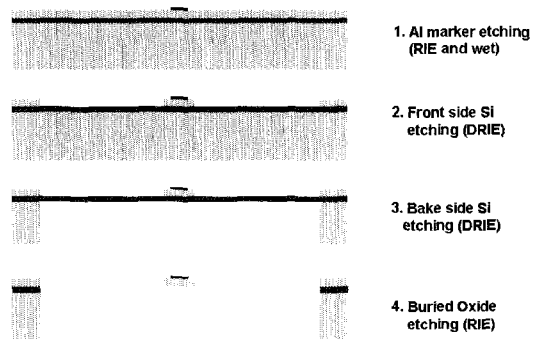 1. Al marker etching
(RIE and wet)
2. Front side Si
etching (DRIE)
3. Bake side Si
etching (DRIE)
4. Buried Oxide
etching (RIE)